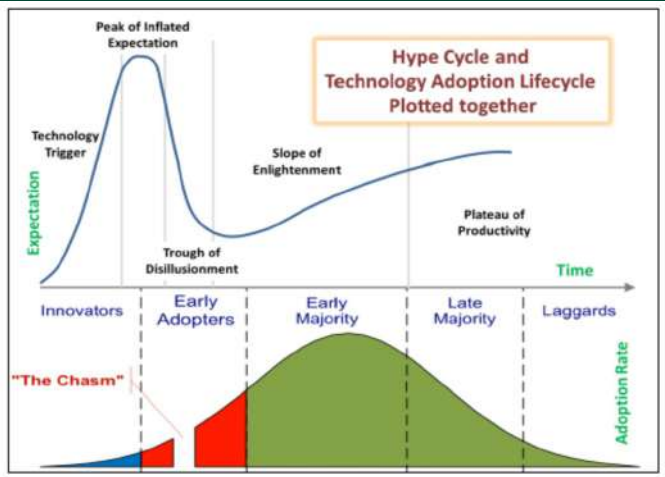 Peak of Inflated
Expectation
Hype Cycle and
Technology Adoption Lifecycle
Plotted together
Technology
Trigger
Slope of
Enlightenment
Expectation
Plateau of
Productivity
Trough of
Disillusionment
Time
Innovators
Early
Adopters
Early
Majority
Late
Majority
Laggards
"The Chasm"
Adoption Rate